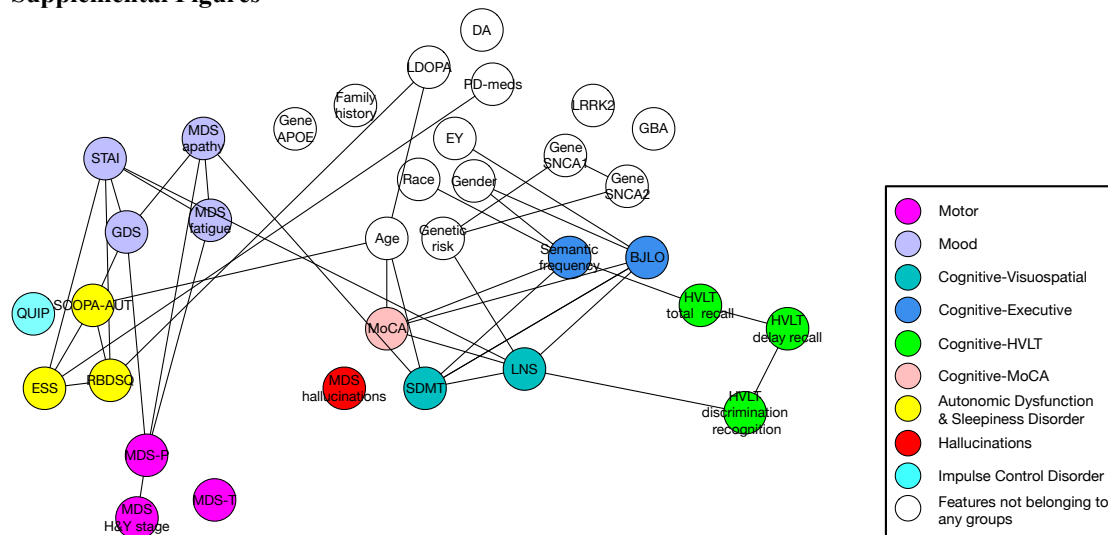 Supplemental Figures
DA
LDOPA
PD-meds
Family
history
LRRK2
Gene
APOE
GBA
MDS
apathy
EY
STAI
Gene
SNCA1
Race
Gender
Gene
SNCA2
MDS
fatigue
GDS
Age
Genetic
risk
Semantic
frequency
BJLO
SCOPA-AUT
QUIP
HVLT
total recall
HVLT
delay recall
MoCA
LNS
ESS
RBDSQ
MDS
hallucinations
SDMT
HVLT
discrimination
recognition
MDS-P
MDS-T
MDS
H&Y stage
Motor
Mood
Cognitive-Visuospatial
Cognitive-Executive
Cognitive-HVLT
Cognitive-MoCA
Autonomic Dysfunction
& Sleepiness Disorder
Hallucinations
Impulse Control Disorder
Features not belonging to
any groups